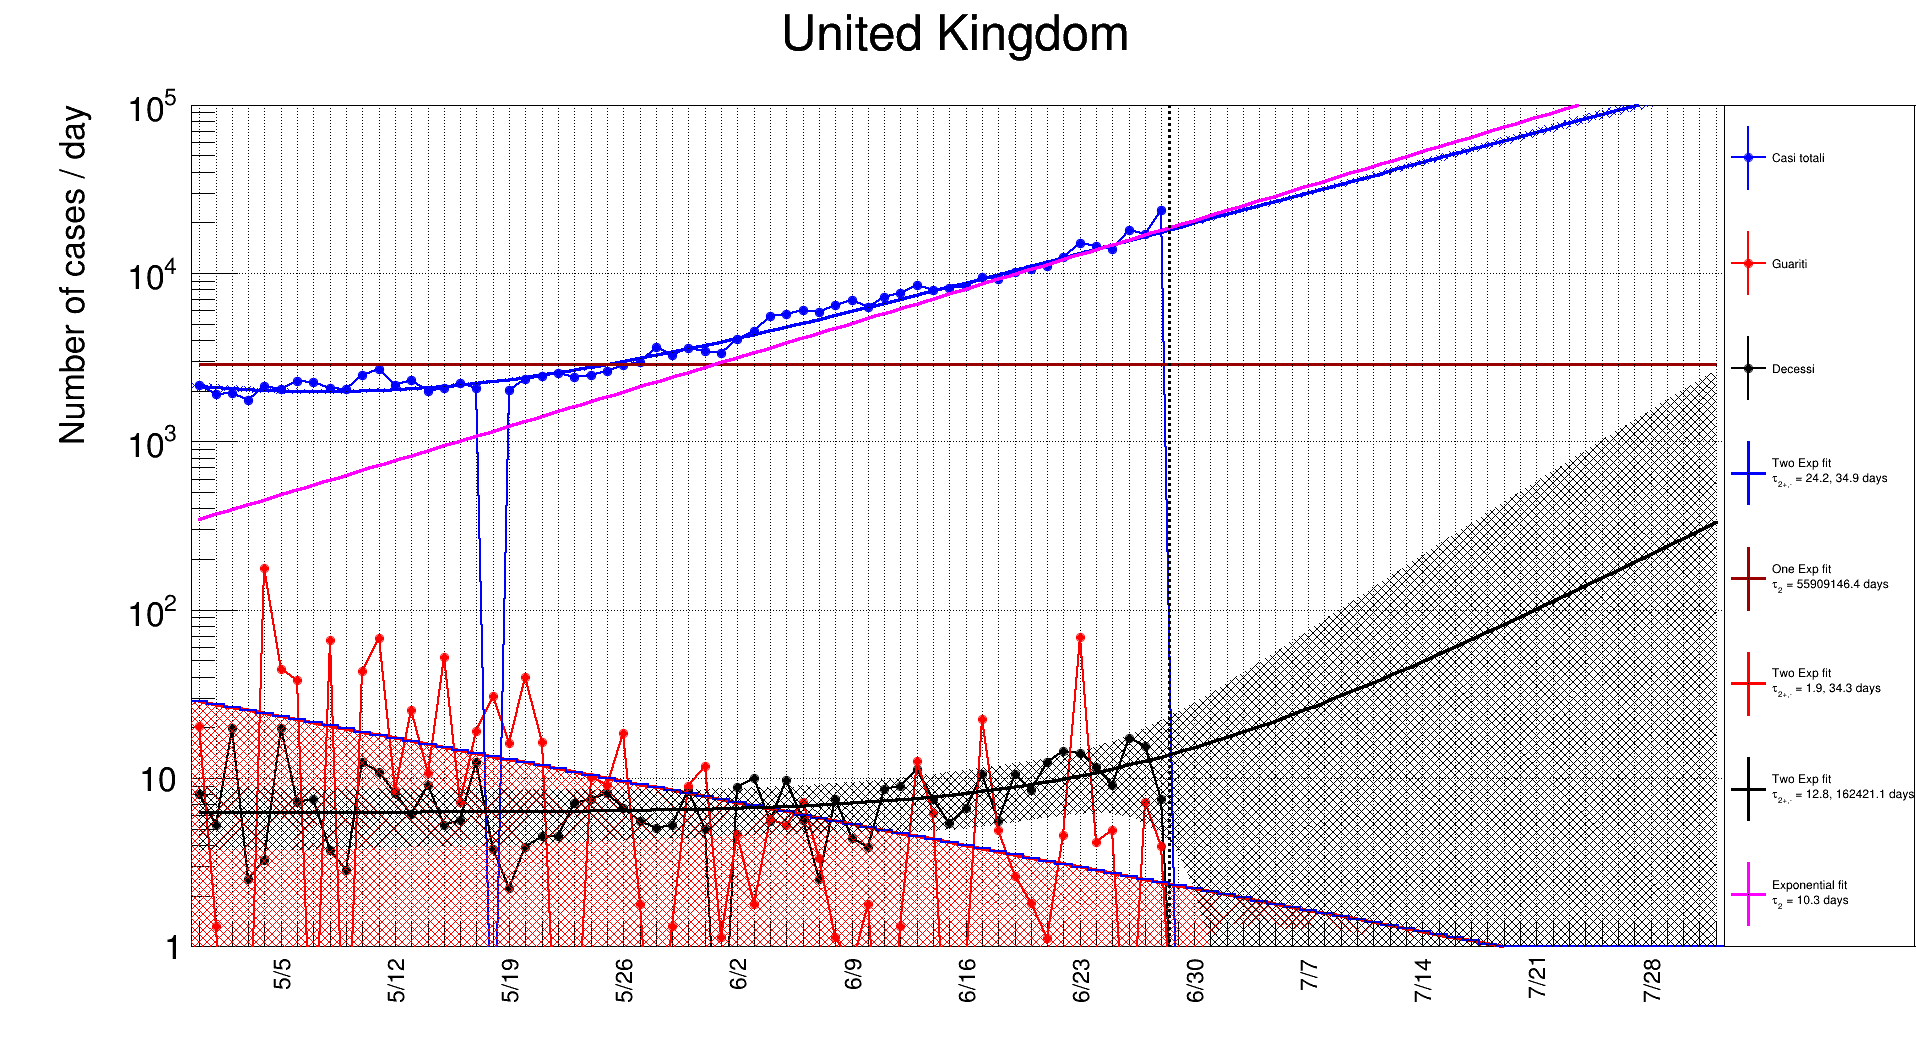 United Kingdom
Number of cases / day
10^5
10^4
10^3
10^2
10
1
5/5
5/12
5/19
5/26
6/2
6/9
6/16
6/23
6/30
7/7
7/14
7/21
7/28
Casi totali
Guariti
Decessi
Two Exp fit
τ2+,- = 24.2, 34.9 days
One Exp fit
τ2 = 55909146.4 days
Two Exp fit
τ2+,- = 1.9, 34.3 days
Two Exp fit
τ2+,- = 12.8, 162421.1 days
Exponential fit
τ2 = 10.3 days